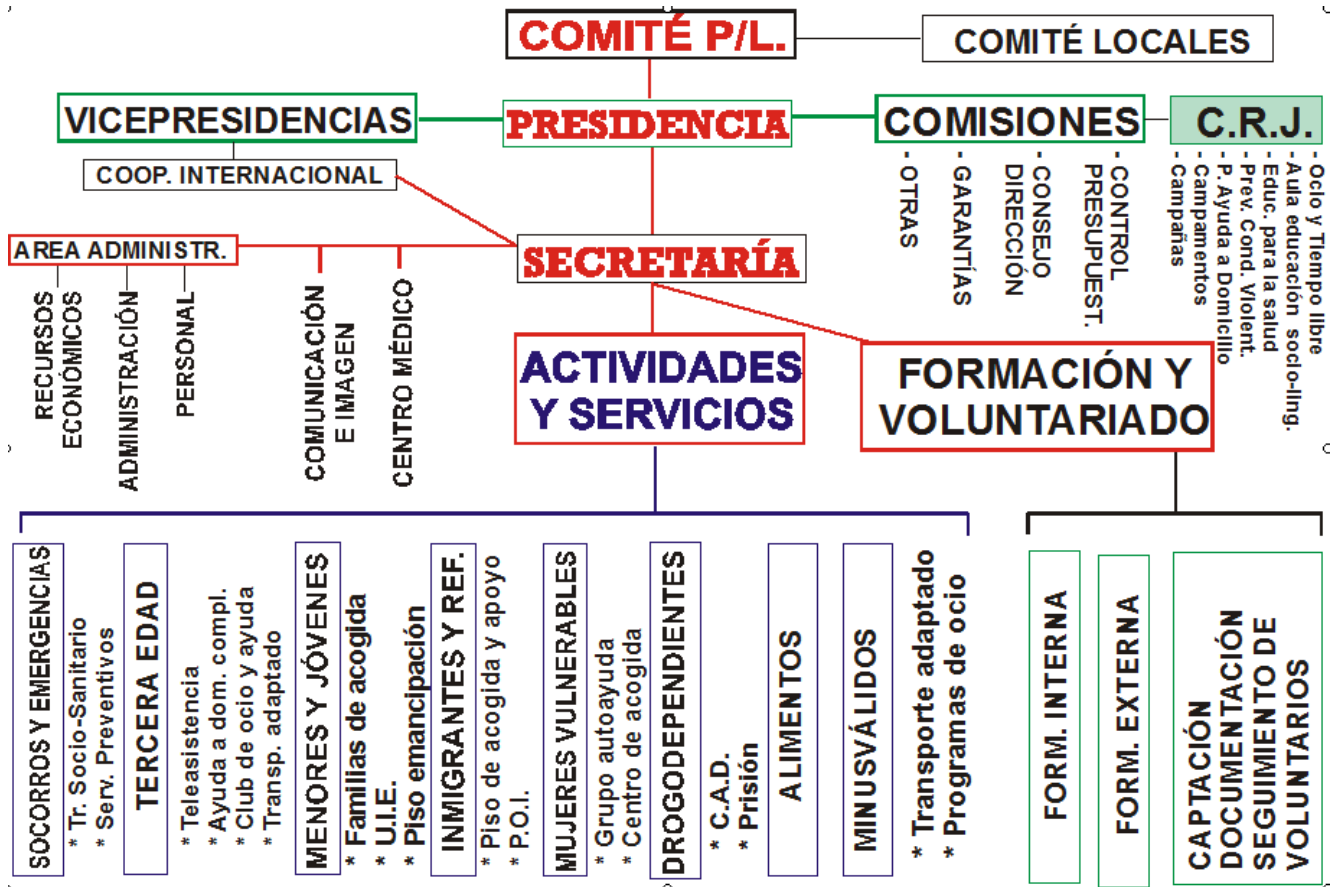 COMITÉ P/L.
COMITÉ LOCALES
VICEPRESIDENCIAS
PRESIDENCIA
COMISIONES
C.R.J.
COOP. INTERNACIONAL
- OTRAS
- GARANTÍAS
- CONSEJO
DIRECCIÓN
- CONTROL
PRESUPUEST.
- Ocio y Tiempo libre
- Aula educación socio-ling.
- Educ. para la salud
- Prev. Cond. Violent.
- P. Ayuda a Domicilio
- Campamentos
- Campañas
AREA ADMINISTR.
SECRETARÍA
RECURSOS
ECONÓMICOS
ADMINISTRACIÓN
PERSONAL
COMUNICACIÓN
E IMAGEN
CENTRO MÉDICO
ACTIVIDADES
Y SERVICIOS
FORMACIÓN Y
VOLUNTARIADO
SOCORROS Y EMERGENCIAS
* Tr. Socio-Sanitario
* Serv. Preventivos
TERCERA EDAD
* Teleasistencia
* Ayuda a dom. compl.
* Club de ocio y ayuda
* Transp. adaptado
MENORES Y JÓVENES
* Familias de acogida
* U.I.E.
* Piso emancipación
INMIGRANTES Y REF.
* Piso de acogida y apoyo
* P.O.I.
MUJERES VULNERABLES
* Grupo autoayuda
* Centro de acogida
DROGODEPENDIENTES
* C.A.D.
* Prisión
ALIMENTOS
MINUSVÁLIDOS
* Transporte adaptado
* Programas de ocio
FORM. INTERNA
FORM. EXTERNA
CAPTACIÓN
DOCUMENTACIÓN
SEGUIMIENTO DE
VOLUNTARIOS